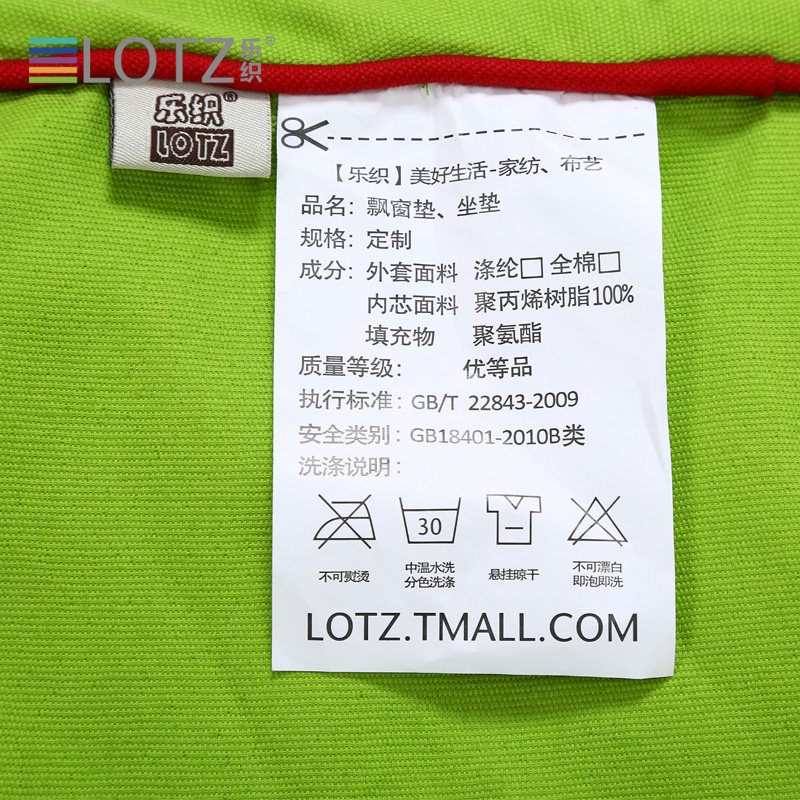 LOTZ乐织®
乐织®
LOTZ
【乐织】美好生活-家纺、布艺
品名：飘窗垫、坐垫
规格：定制
成分：外套面料 涤纶□ 全棉□
内芯面料 聚丙烯树脂100%
填充物 聚氨酯
质量等级： 优等品
执行标准：GB/T 22843-2009
安全类别：GB18401-2010B类
洗涤说明：
30
不可熨烫 中温水洗 悬挂晾干 不可漂白
分色洗涤 即泡即洗
LOTZ.TMALL.COM